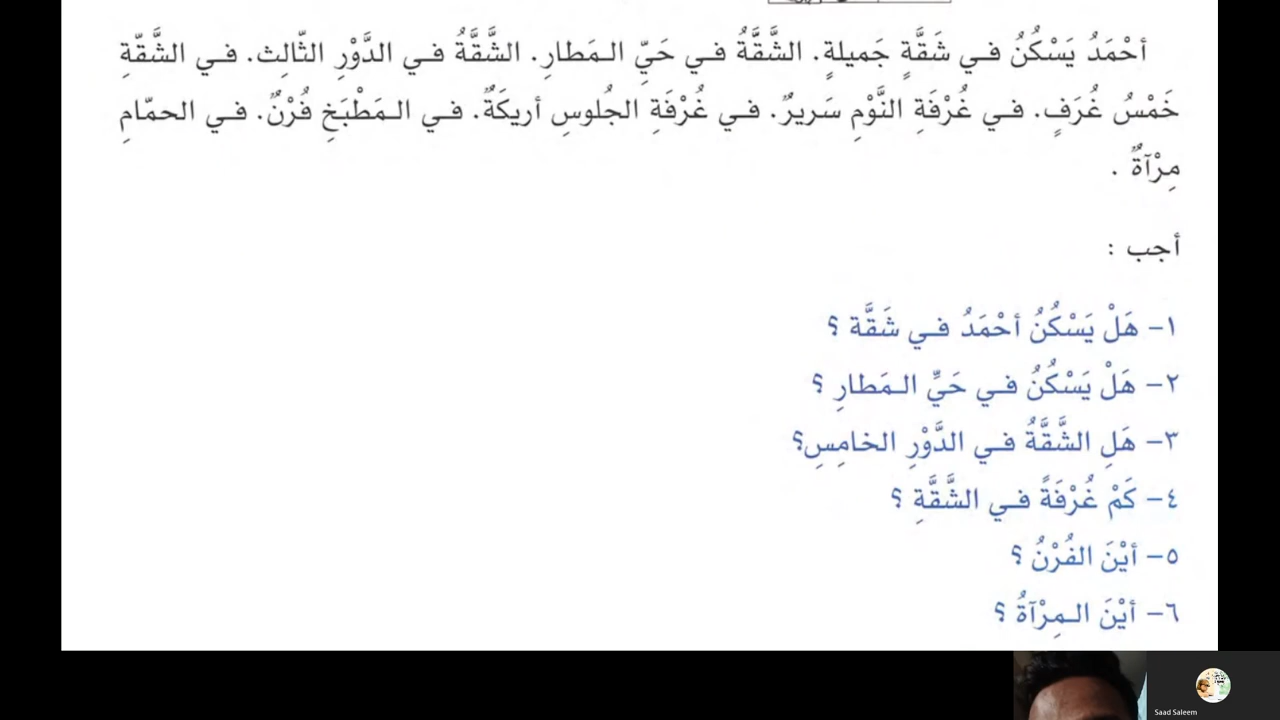 أحْمَدُ يَسْكُنُ في شَقَّةٍ جَميلةٍ. الشَّقَّةُ في حَيِّ المَطارِ. الشَّقَّةُ في الدَّوْرِ الثّالِث. في الشَّقّةِ
خَمْسُ غُرَفٍ. في غُرْفَةِ النَّوْمِ سَريرٌ. في غُرْفَةِ الجُلوسِ أريكَةٌ. في المَطْبَخِ فُرْنٌ. في الحمّامِ
مِرْآةٌ .
أجب :
١- هَلْ يَسْكُنُ أحْمَدُ في شَقَّة ؟
٢- هَلْ يَسْكُنُ في حَيِّ المَطارِ ؟
٣- هَلِ الشَّقَّةُ في الدَّوْرِ الخامِسِ؟
٤- كَمْ غُرْفَةً في الشَّقَّةِ ؟
٥- أيْنَ الفُرْنُ ؟
٦- أيْنَ المِرْآةُ ؟
Saad Saleem